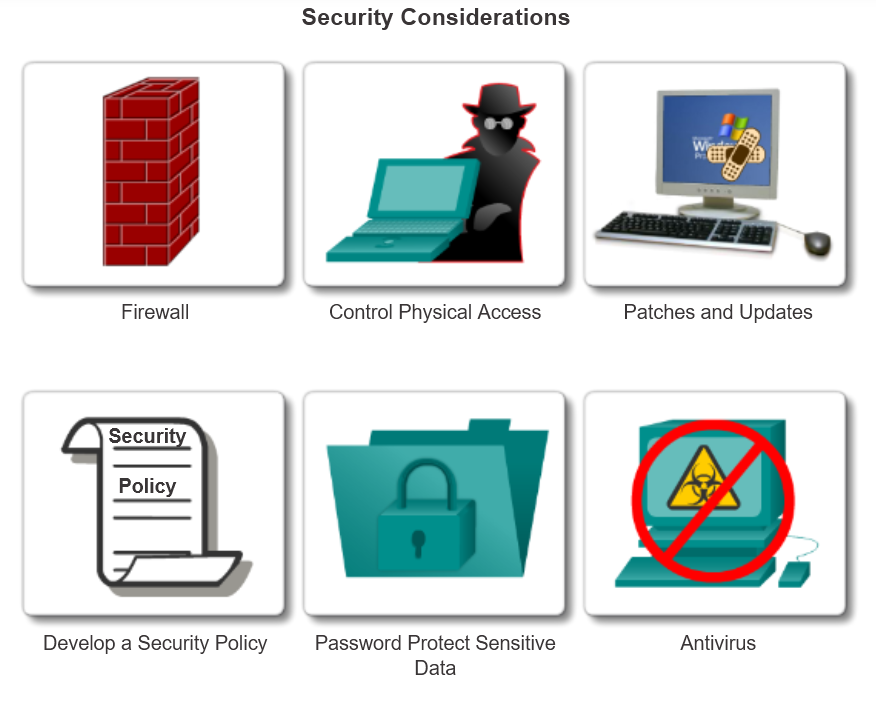 Security Considerations
Firewall
Control Physical Access
Patches and Updates
Security
Policy
Develop a Security Policy
Password Protect Sensitive
Data
Antivirus